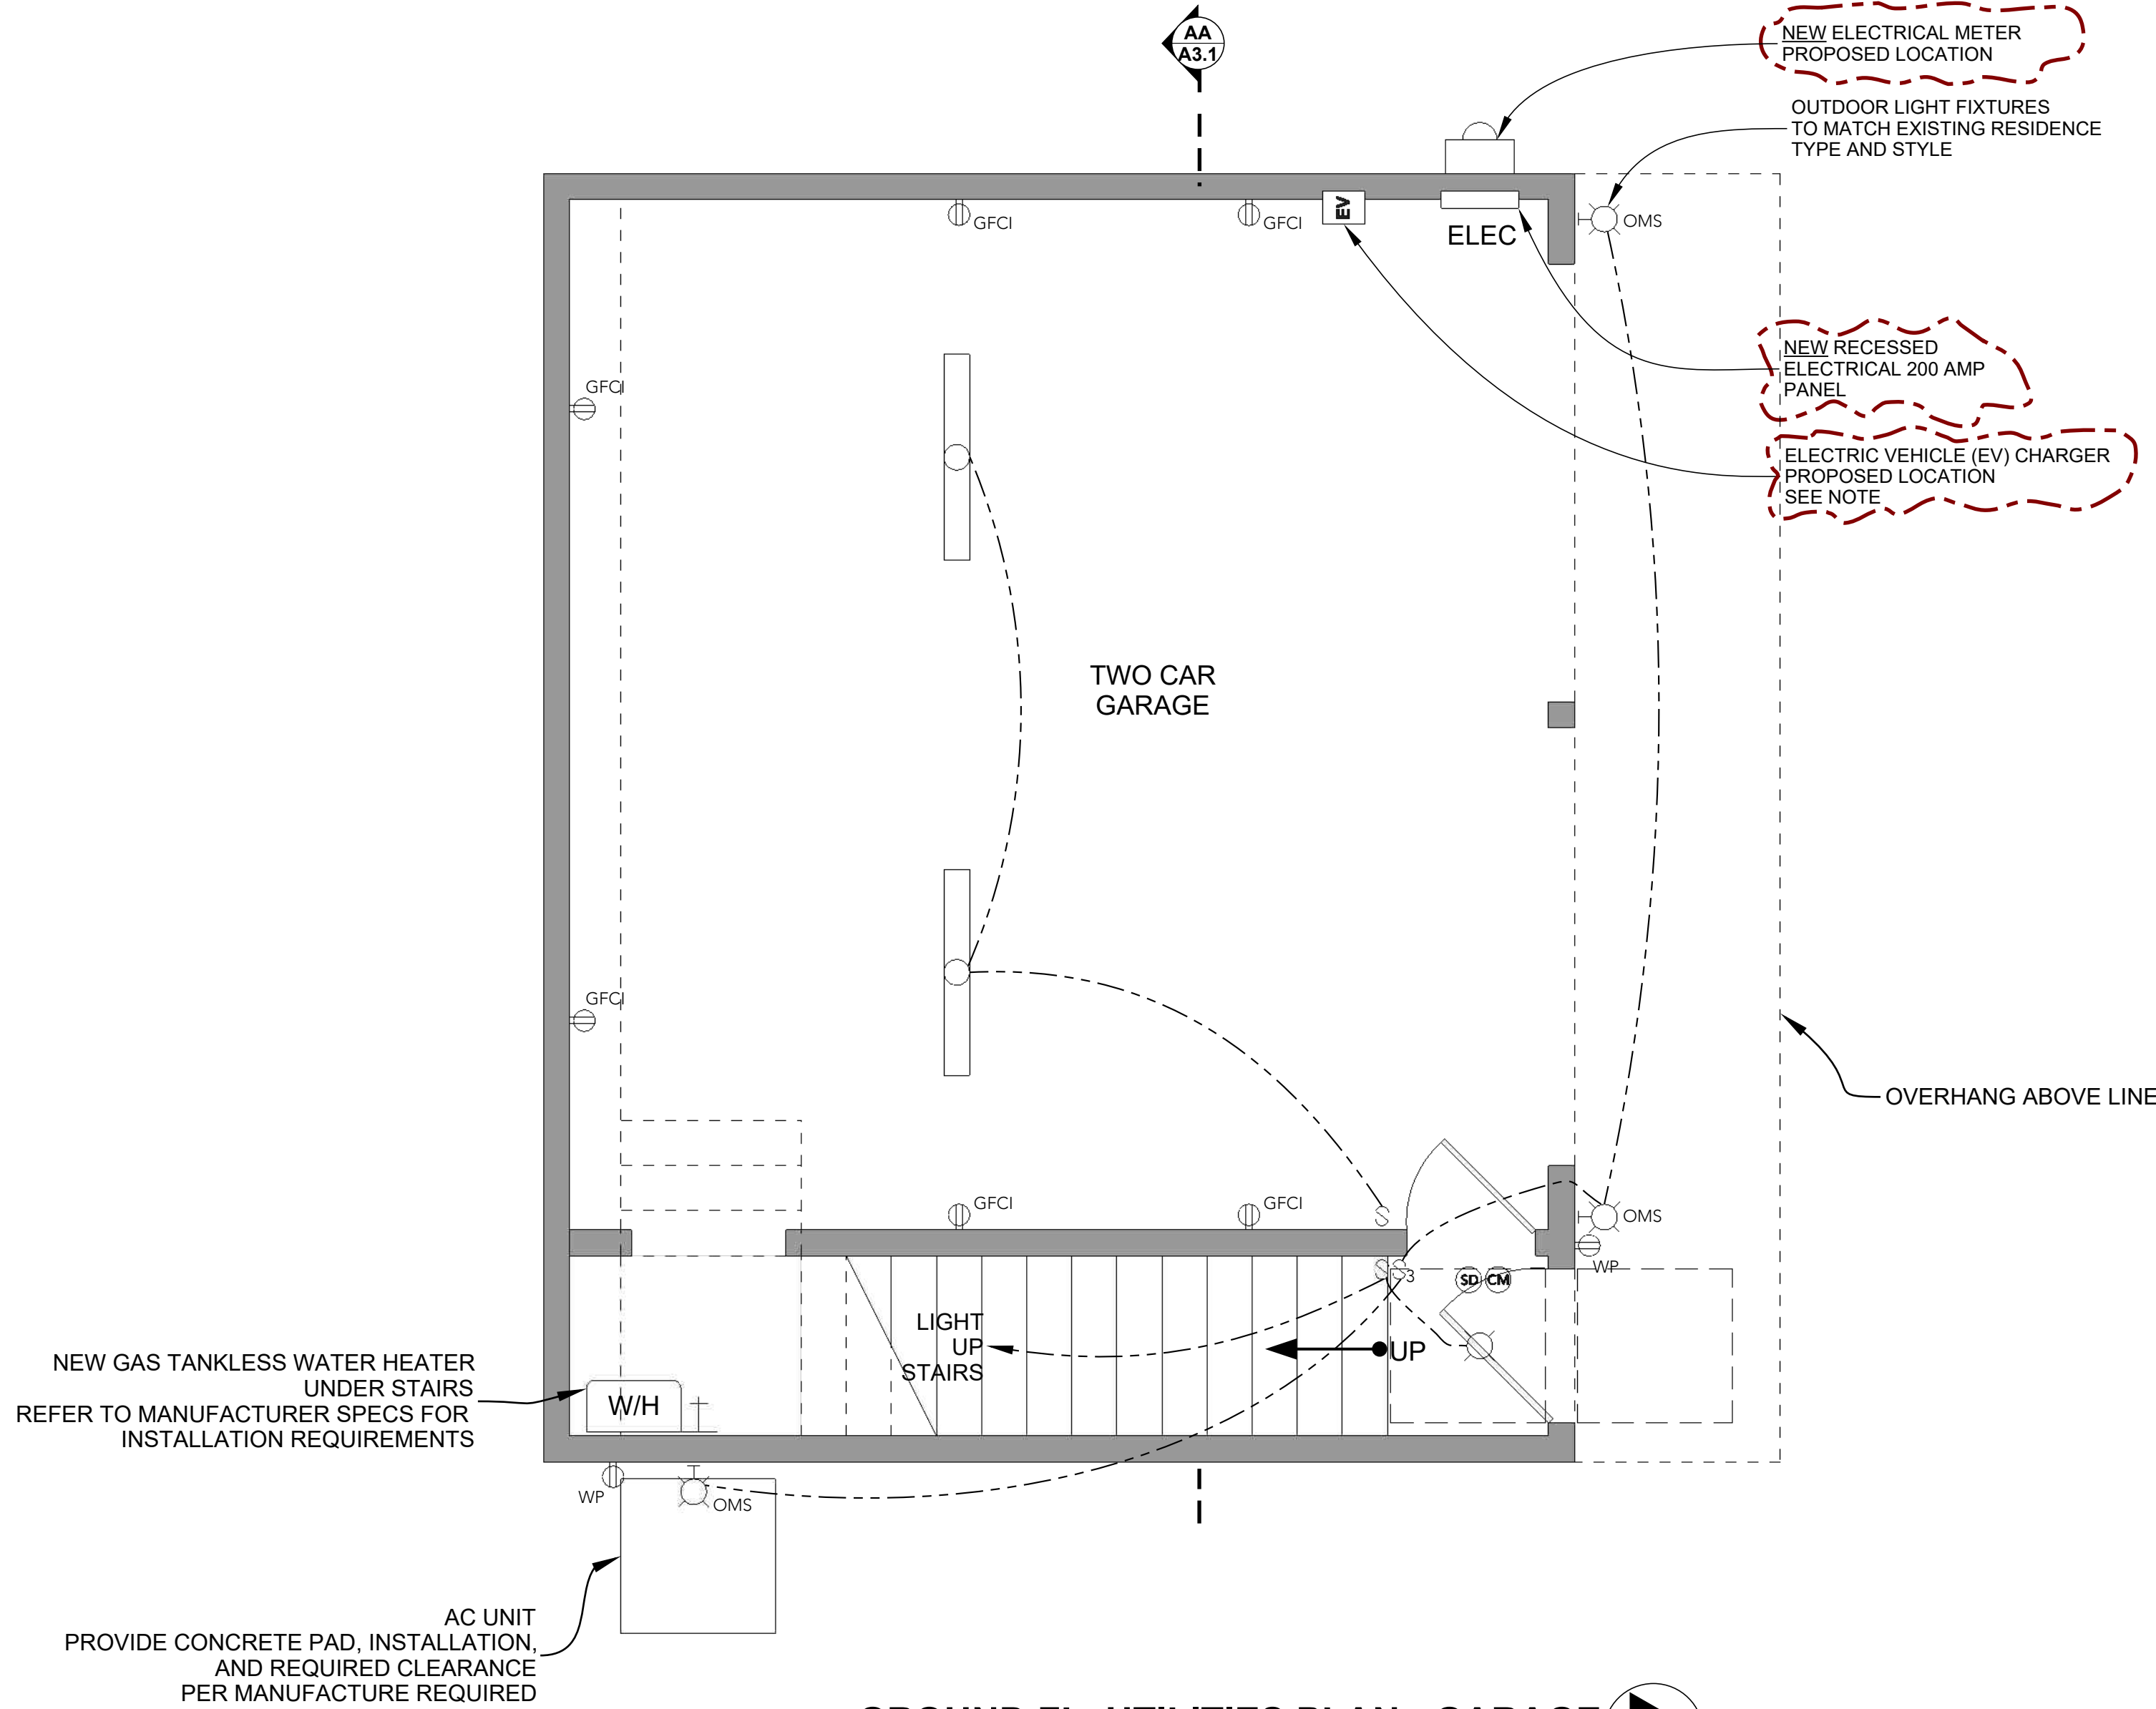 AA
A3.1
NEW ELECTRICAL METER
PROPOSED LOCATION
OUTDOOR LIGHT FIXTURES
TO MATCH EXISTING RESIDENCE
TYPE AND STYLE
GFCI
GFCI
EV
ELEC
OMS
NEW RECESSED
ELECTRICAL 200 AMP
PANEL
GFCI
ELECTRIC VEHICLE (EV) CHARGER
PROPOSED LOCATION
SEE NOTE
TWO CAR
GARAGE
GFCI
OVERHANG ABOVE LINE
GFCI
GFCI
S
OMS
WP
S
S
3
SD
CM
LIGHT
UP
STAIRS
UP
NEW GAS TANKLESS WATER HEATER
UNDER STAIRS
REFER TO MANUFACTURER SPECS FOR
INSTALLATION REQUIREMENTS
W/H
WP
OMS
AC UNIT
PROVIDE CONCRETE PAD, INSTALLATION,
AND REQUIRED CLEARANCE
PER MANUFACTURE REQUIRED